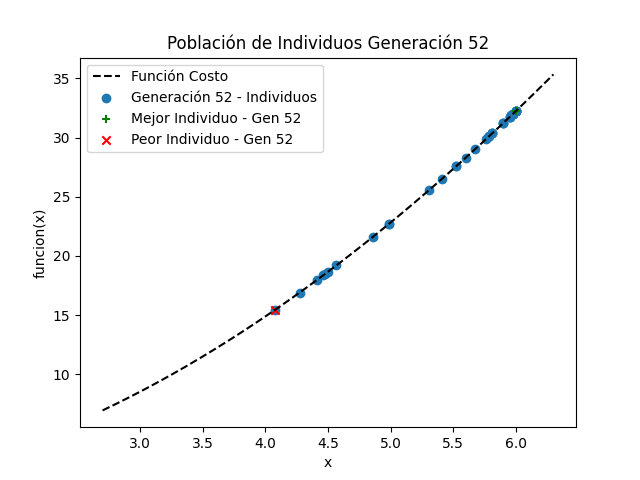 Población de Individuos Generación 52
Función Costo
Generación 52 - Individuos
Mejor Individuo - Gen 52
Peor Individuo - Gen 52
funcion(x)
35
30
25
20
15
10
3.0 3.5 4.0 4.5 5.0 5.5 6.0
x